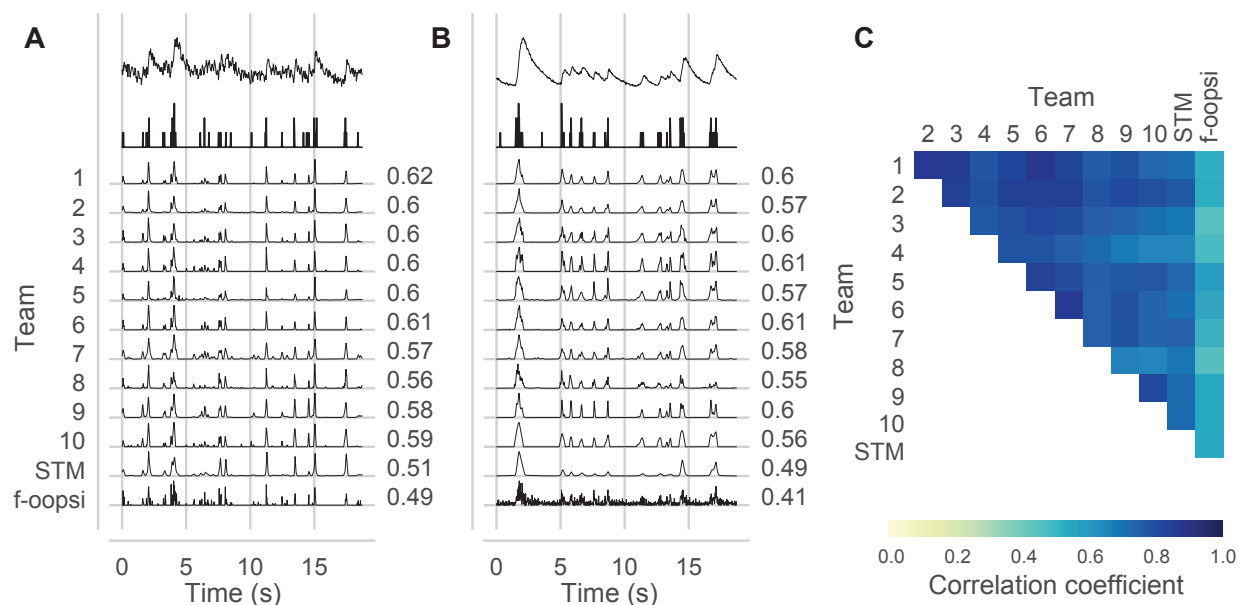 A
B
C
Team
2 3 4 5 6 7 8 9 10 STM f-oopsi
Team
1 0.62
2 0.6
3 0.6
4 0.6
5 0.6
6 0.61
7 0.57
8 0.56
9 0.58
10 0.59
STM 0.51
f-oopsi 0.49
0 5 10 15
Time (s)
0.6
0.57
0.6
0.61
0.57
0.61
0.58
0.55
0.6
0.56
0.49
0.41
0 5 10 15
Time (s)
Team
1
2
3
4
5
6
7
8
9
10
STM
0.0 0.2 0.4 0.6 0.8 1.0
Correlation coefficient